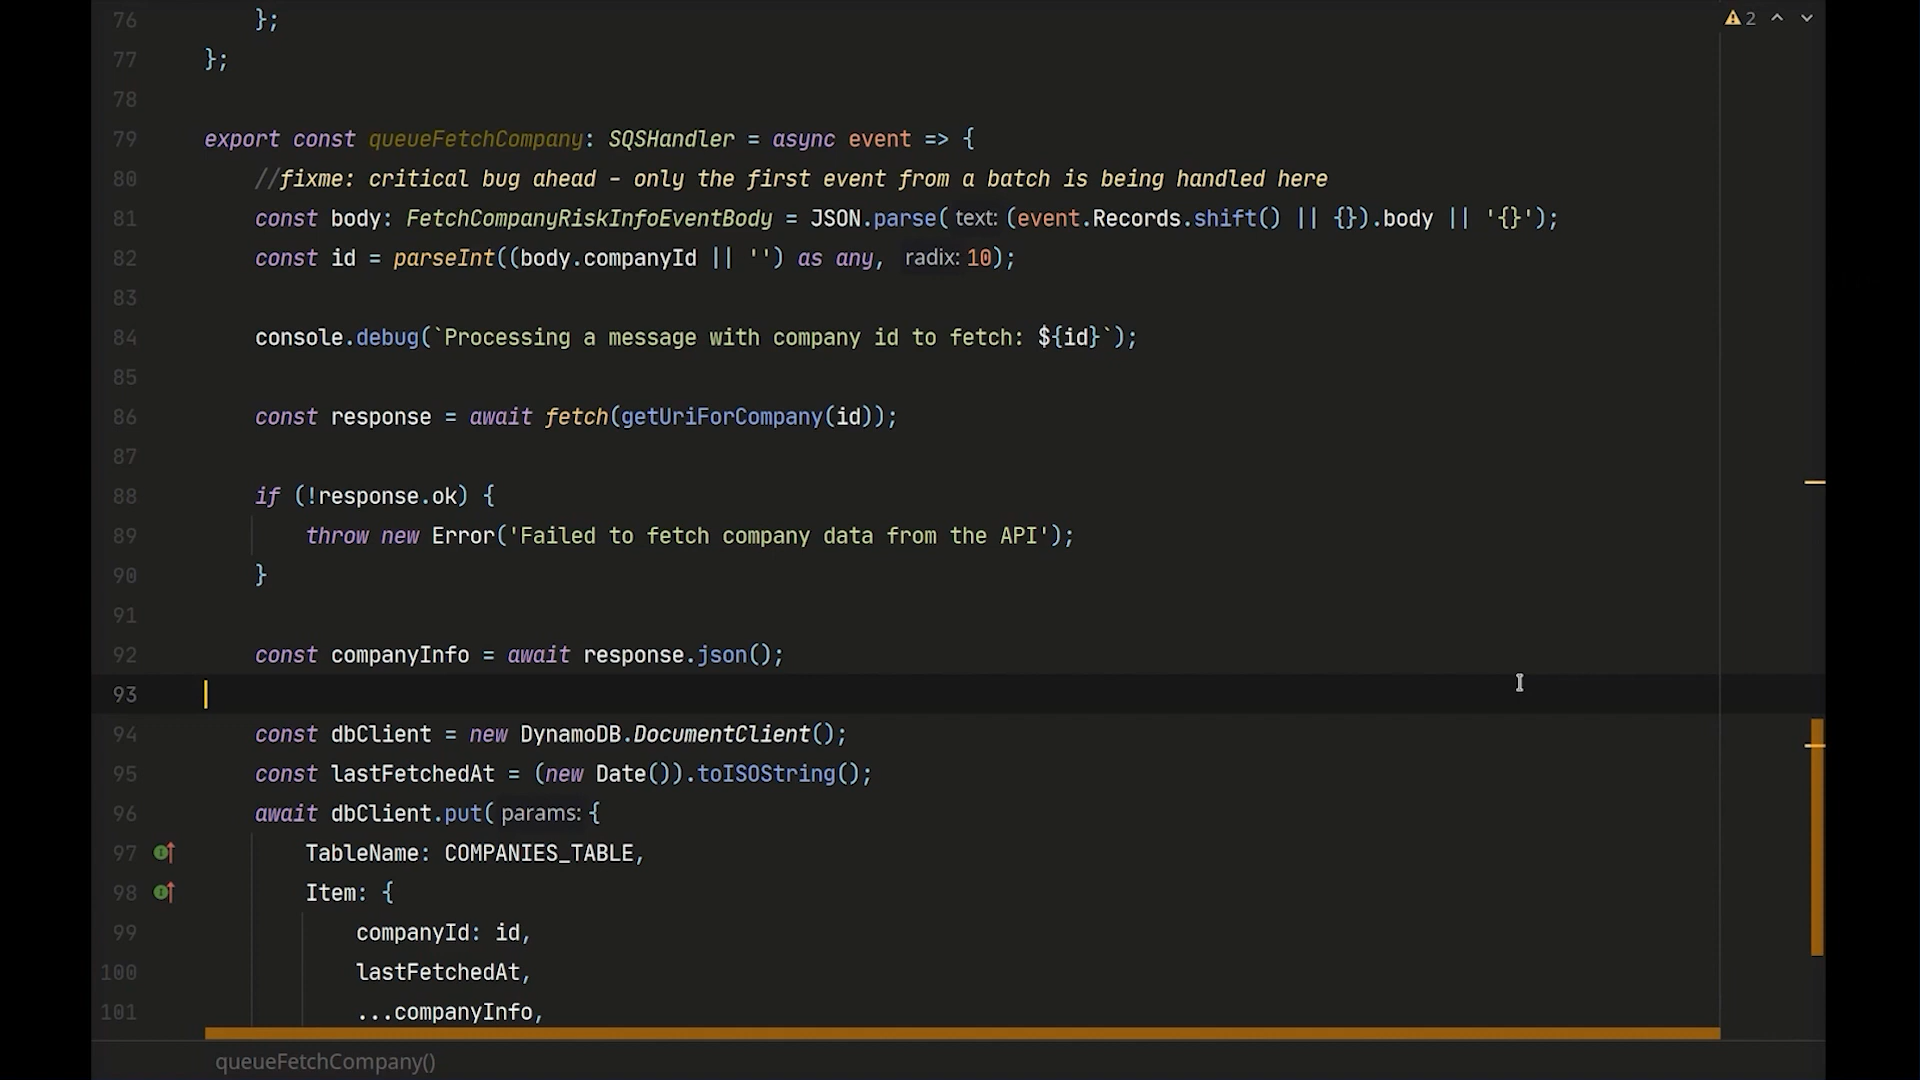 2
76 };
77 };
78
79 export const queueFetchCompany: SQSHandler = async event => {
80 //fixme: critical bug ahead - only the first event from a batch is being handled here
81 const body: FetchCompanyRiskInfoEventBody = JSON.parse( text: (event.Records.shift() || {}).body || '{}');
82 const id = parseInt((body.companyId || '') as any, radix: 10);
83
84 console.debug(`Processing a message with company id to fetch: ${id}`);
85
86 const response = await fetch(getUriForCompany(id));
87
88 if (!response.ok) {
89 throw new Error('Failed to fetch company data from the API');
90 }
91
92 const companyInfo = await response.json();
93
94 const dbClient = new DynamoDB.DocumentClient();
95 const lastFetchedAt = (new Date()).toISOString();
96 await dbClient.put( params: {
97 TableName: COMPANIES_TABLE,
98 Item: {
99 companyId: id,
100 lastFetchedAt,
101 ...companyInfo,
queueFetchCompany()